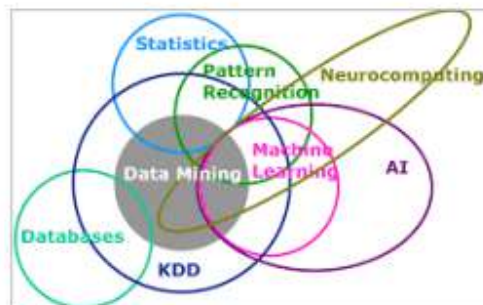 Statistics
Pattern
Recognition
Neurocomputing
Machine
Learning
Data Mining
AI
Databases
KDD